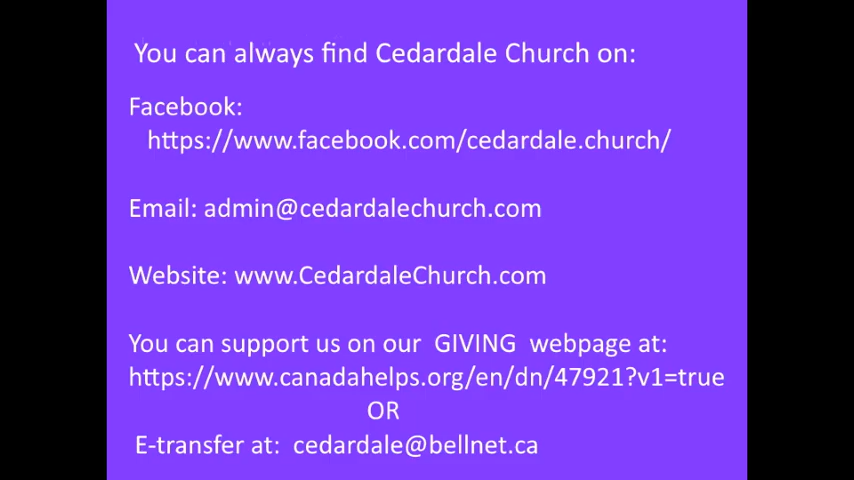 You can always find Cedardale Church on:
Facebook:
https://www.facebook.com/cedardale.church/
Email: admin@cedardalechurch.com
Website: www.CedardaleChurch.com
You can support us on our GIVING webpage at:
https://www.canadahelps.org/en/dn/47921?v1=true
OR
E-transfer at: cedardale@bellnet.ca